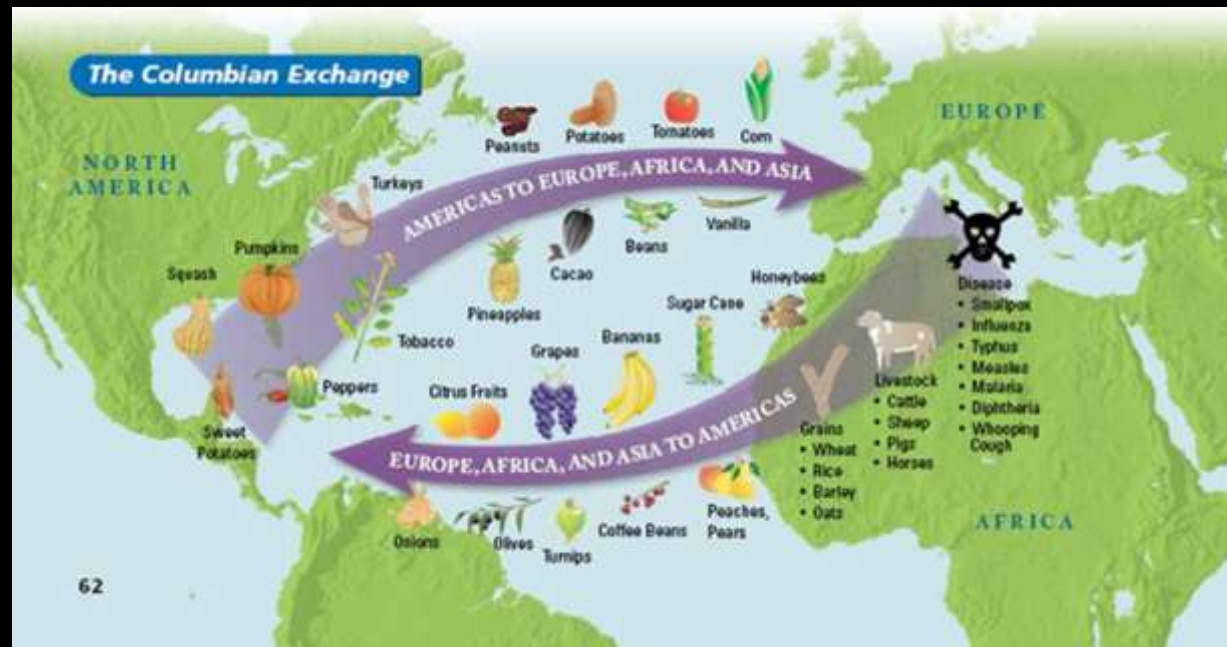 The Columbian Exchange
NORTH
AMERICA
EUROPE
Peanuts
Potatoes
Tomatoes
Corn
AMERICAS TO EUROPE, AFRICA, AND ASIA
Turkeys
Pumpkins
Squash
Tobacco
Peppers
Sweet
Potatoes
Pineapples
Cacao
Beans
Vanilla
Honeybees
Sugar Cane
Bananas
Grapes
Citrus Fruits
EUROPE, AFRICA, AND ASIA TO AMERICAS
Onions
Olives
Turnips
Coffee Beans
Peaches,
Pears
Grains
• Wheat
• Rice
• Barley
• Oats
Livestock
• Cattle
• Sheep
• Pigs
• Horses
Disease
• Smallpox
• Influenza
• Typhus
• Measles
• Malaria
• Diphtheria
• Whooping
Cough
AFRICA
62